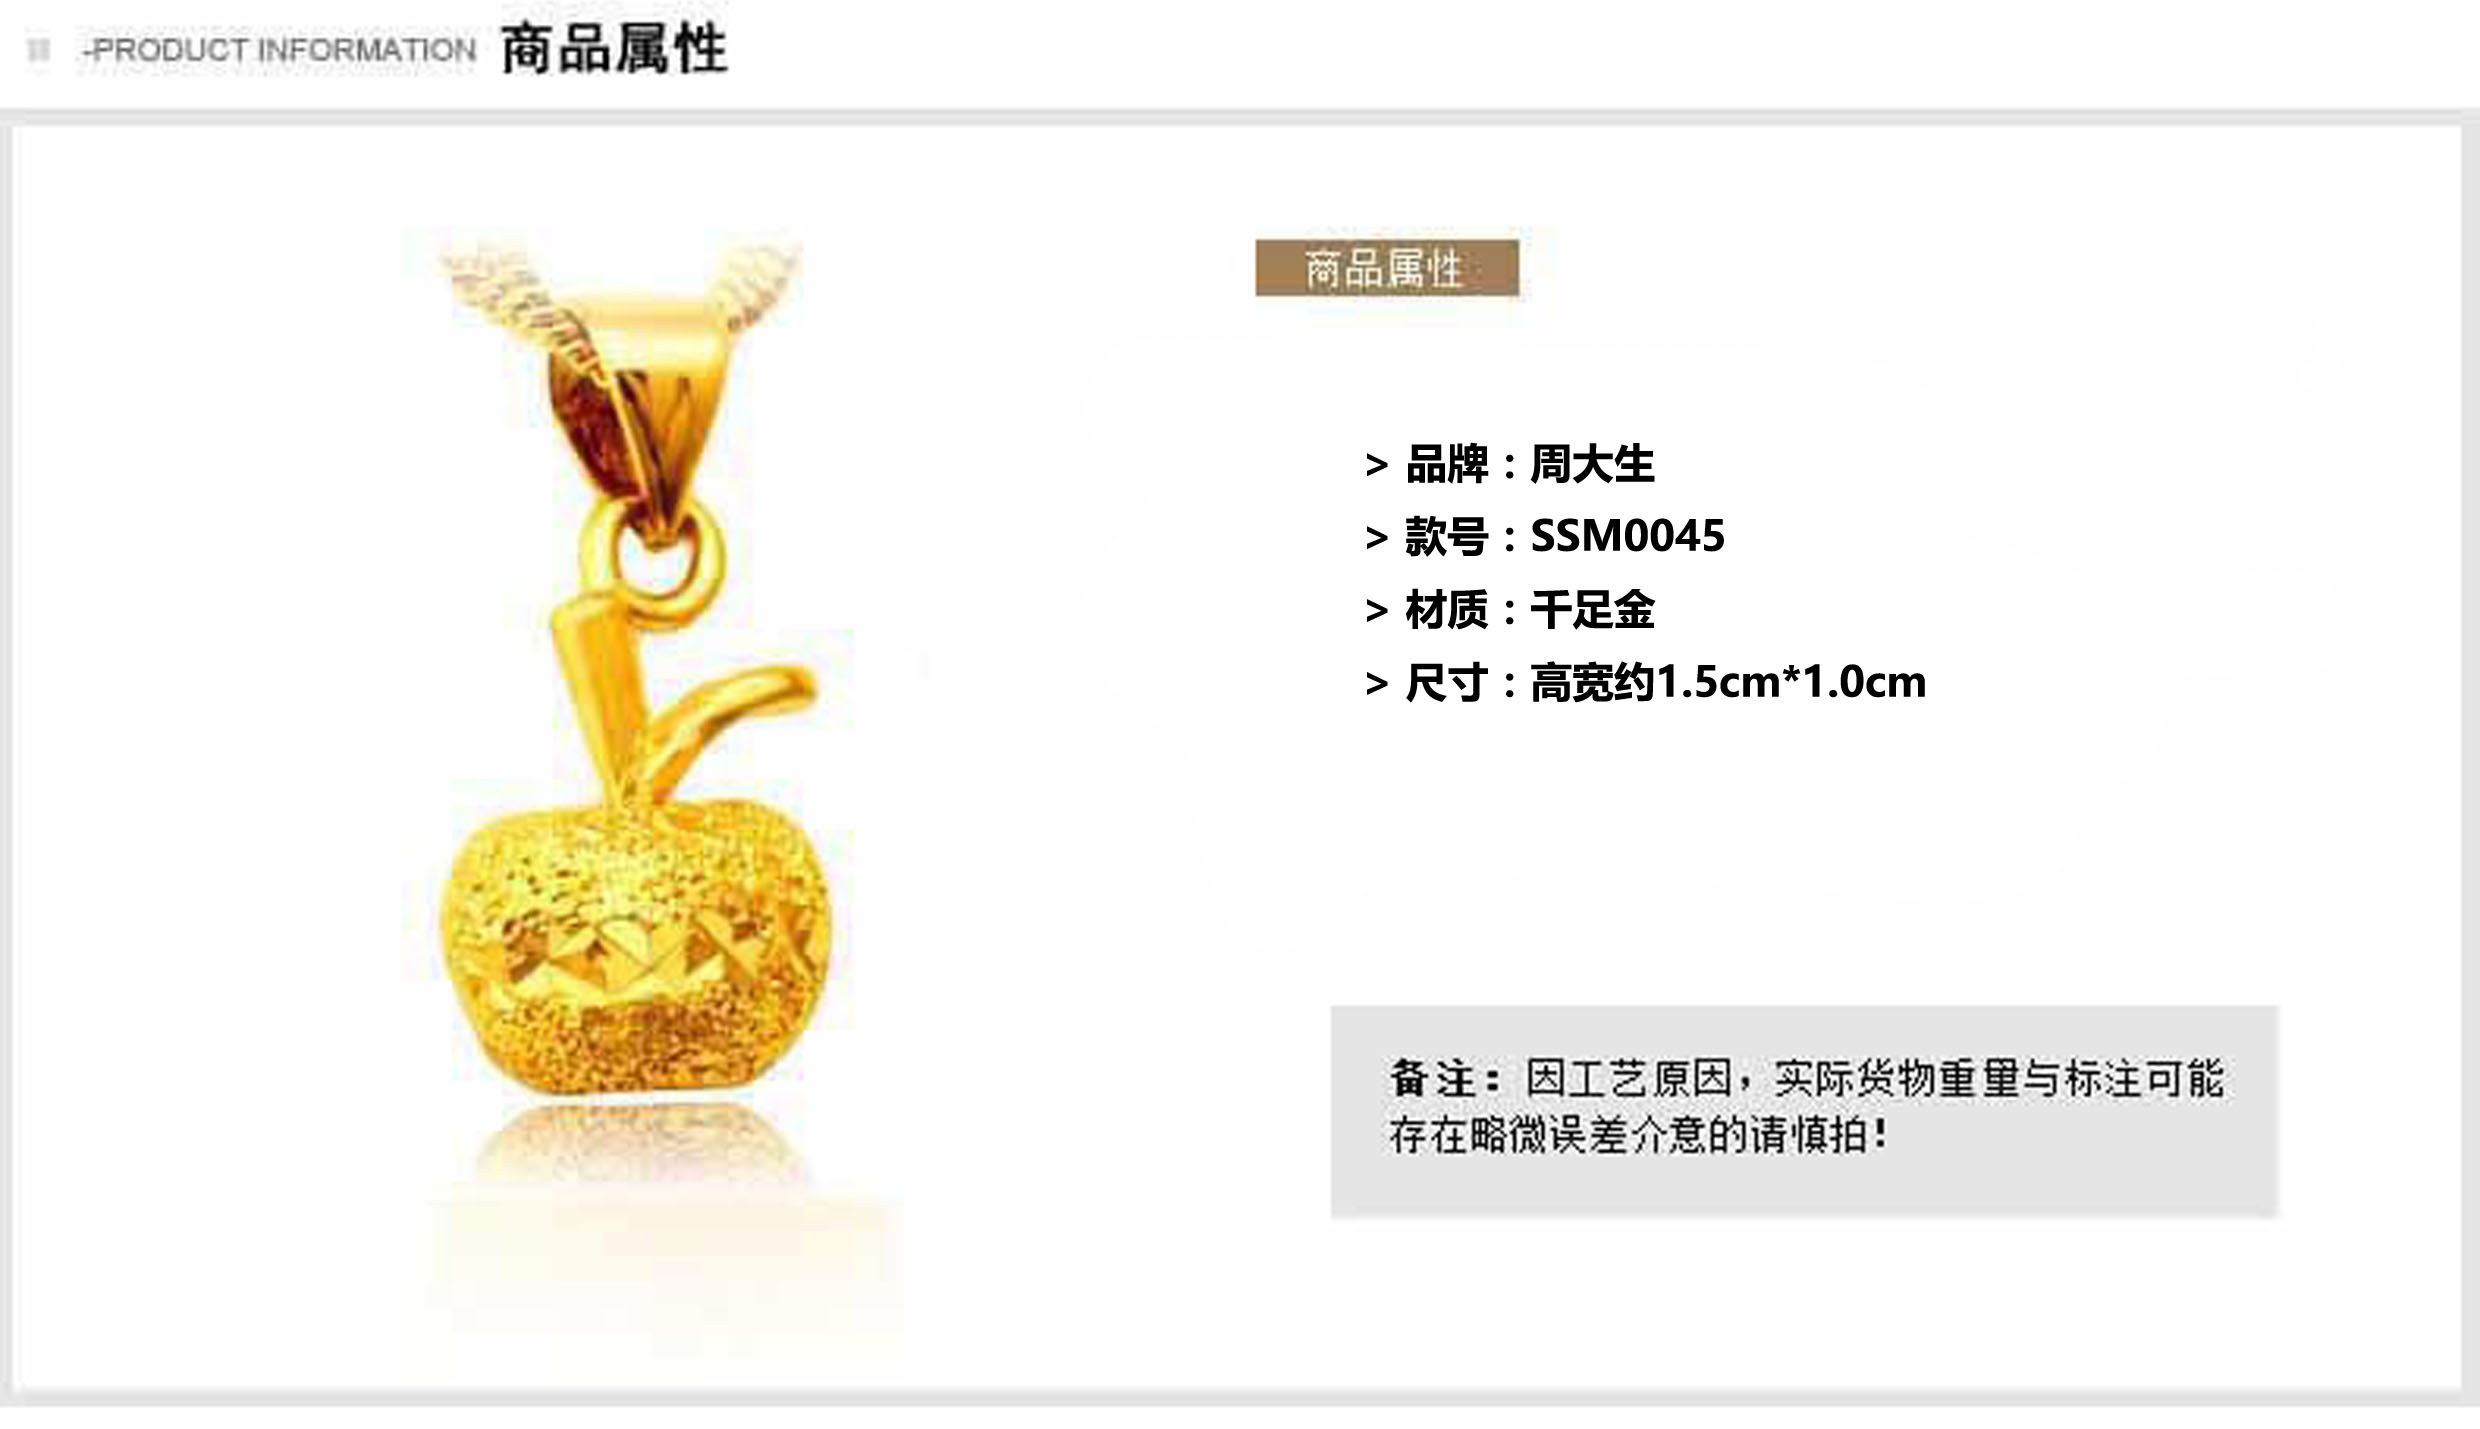 -PRODUCT INFORMATION 商品属性
商品属性
> 品牌：周大生
> 款号：SSM0045
> 材质：千足金
> 尺寸：高宽约1.5cm*1.0cm
备注：因工艺原因，实际货物重量与标注可能
存在略微误差介意的请慎拍！